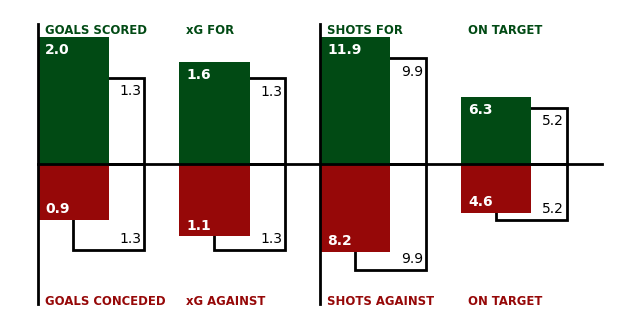 GOALS SCORED xG FOR SHOTS FOR ON TARGET
2.0 1.3 1.6 1.3 11.9 9.9 6.3 5.2
0.9 1.3 1.1 1.3 8.2 9.9 4.6 5.2
GOALS CONCEDED xG AGAINST SHOTS AGAINST ON TARGET